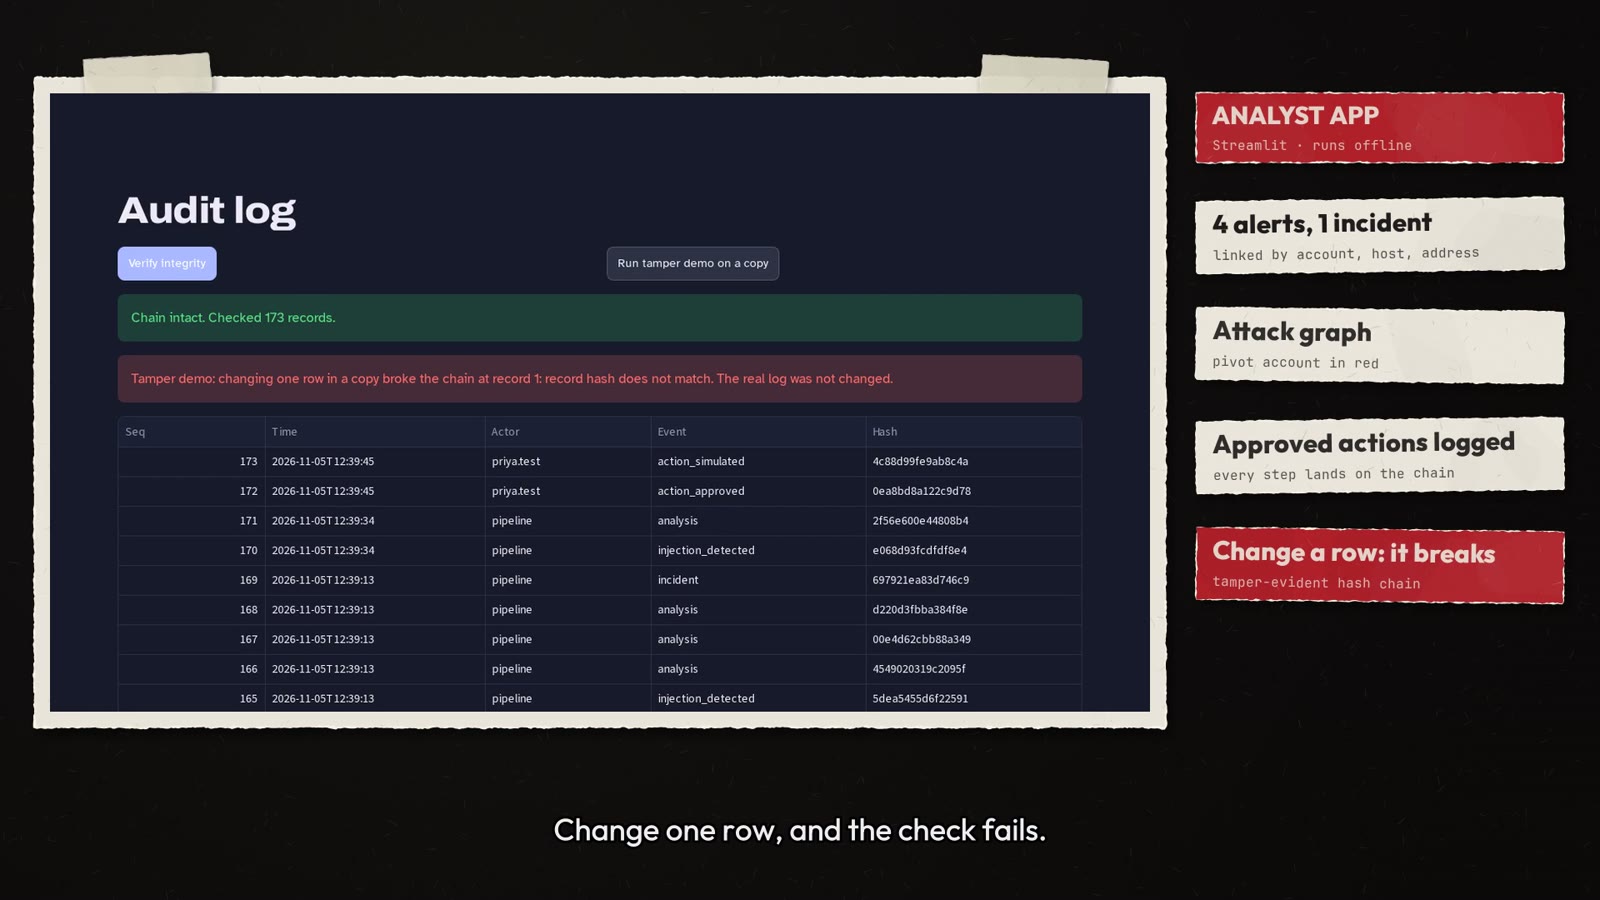 Audit log
Verify integrity
Run tamper demo on a copy
Chain intact. Checked 173 records.
Tamper demo: changing one row in a copy broke the chain at record 1: record hash does not match. The real log was not changed.
Seq Time Actor Event Hash
173 2026-11-05T12:39:45 priya.test action_simulated 4c88d99fe9ab8c4a
172 2026-11-05T12:39:45 priya.test action_approved 0ea8bd8a122c9d78
171 2026-11-05T12:39:34 pipeline analysis 2f56e600e44808b4
170 2026-11-05T12:39:34 pipeline injection_detected e068d93fcdfdf8e4
169 2026-11-05T12:39:13 pipeline incident 697921ea83d746c9
168 2026-11-05T12:39:13 pipeline analysis d220d3fbba384f8e
167 2026-11-05T12:39:13 pipeline analysis 00e4d62cbb88a349
166 2026-11-05T12:39:13 pipeline analysis 4549020319c2095f
165 2026-11-05T12:39:13 pipeline injection_detected 5dea5455d6f22591
ANALYST APP
Streamlit · runs offline
4 alerts, 1 incident
linked by account, host, address
Attack graph
pivot account in red
Approved actions logged
every step lands on the chain
Change a row: it breaks
tamper-evident hash chain
Change one row, and the check fails.